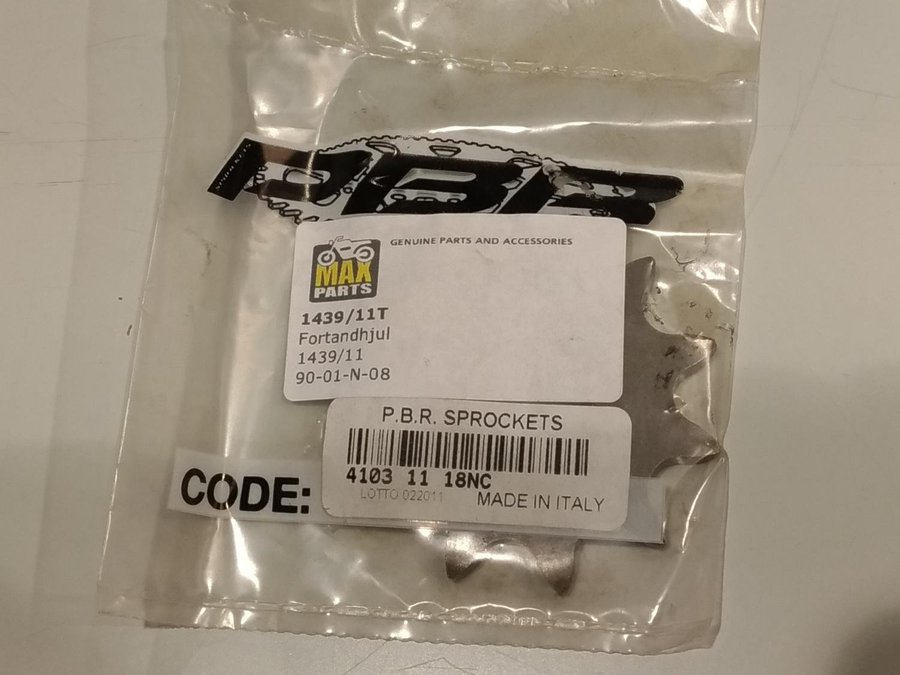 SPROCKETS
PBR
GENUINE PARTS AND ACCESSORIES
MAX
PARTS
1439/11T
Fortandhjul
1439/11
90-01-N-08
P.B.R. SPROCKETS
4103 11 18NC
LOTTO 022011
MADE IN ITALY
CODE: